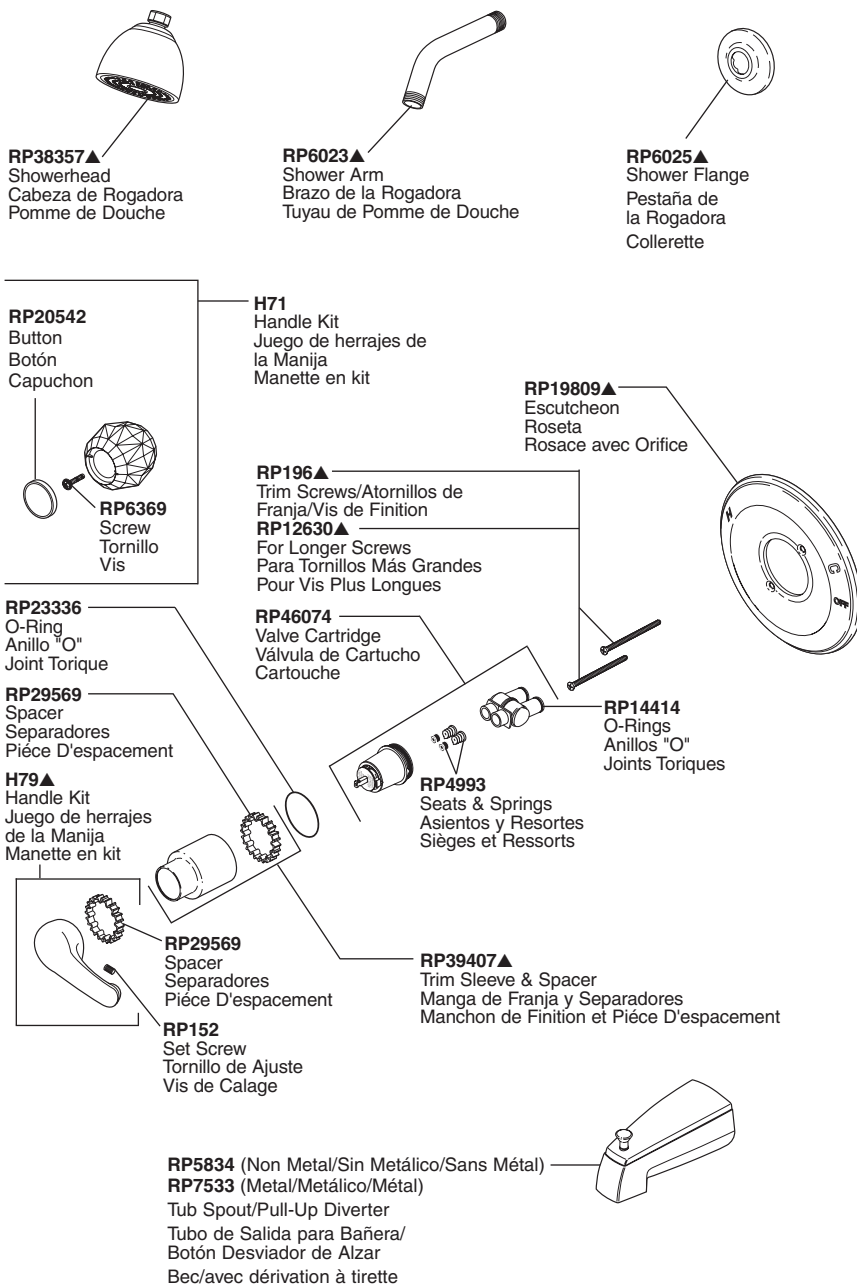 RP38357▲
Showerhead
Cabeza de Rogadora
Pomme de Douche
RP6023▲
Shower Arm
Brazo de la Rogadora
Tuyau de Pomme de Douche
RP6025▲
Shower Flange
Pestaña de
la Rogadora
Collerette
RP20542
Button
Botón
Capuchon
RP6369
Screw
Tornillo
Vis
H71
Handle Kit
Juego de herrajes de
la Manija
Manette en kit
RP19809▲
Escutcheon
Roseta
Rosace avec Orifice
H
C
OFF
RP196▲
Trim Screws/Atornillos de
Franja/Vis de Finition
RP12630▲
For Longer Screws
Para Tornillos Más Grandes
Pour Vis Plus Longues
RP46074
Valve Cartridge
Válvula de Cartucho
Cartouche
RP23336
O-Ring
Anillo "O"
Joint Torique
RP29569
Spacer
Separadores
Piéce D'espacement
H79▲
Handle Kit
Juego de herrajes
de la Manija
Manette en kit
RP14414
O-Rings
Anillos "O"
Joints Toriques
RP4993
Seats & Springs
Asientos y Resortes
Sièges et Ressorts
RP29569
Spacer
Separadores
Piéce D'espacement
RP152
Set Screw
Tornillo de Ajuste
Vis de Calage
RP39407▲
Trim Sleeve & Spacer
Manga de Franja y Separadores
Manchon de Finition et Piéce D'espacement
RP5834 (Non Metal/Sin Metálico/Sans Métal)
RP7533 (Metal/Metálico/Métal)
Tub Spout/Pull-Up Diverter
Tubo de Salida para Bañera/
Botón Desviador de Alzar
Bec/avec dérivation à tirette